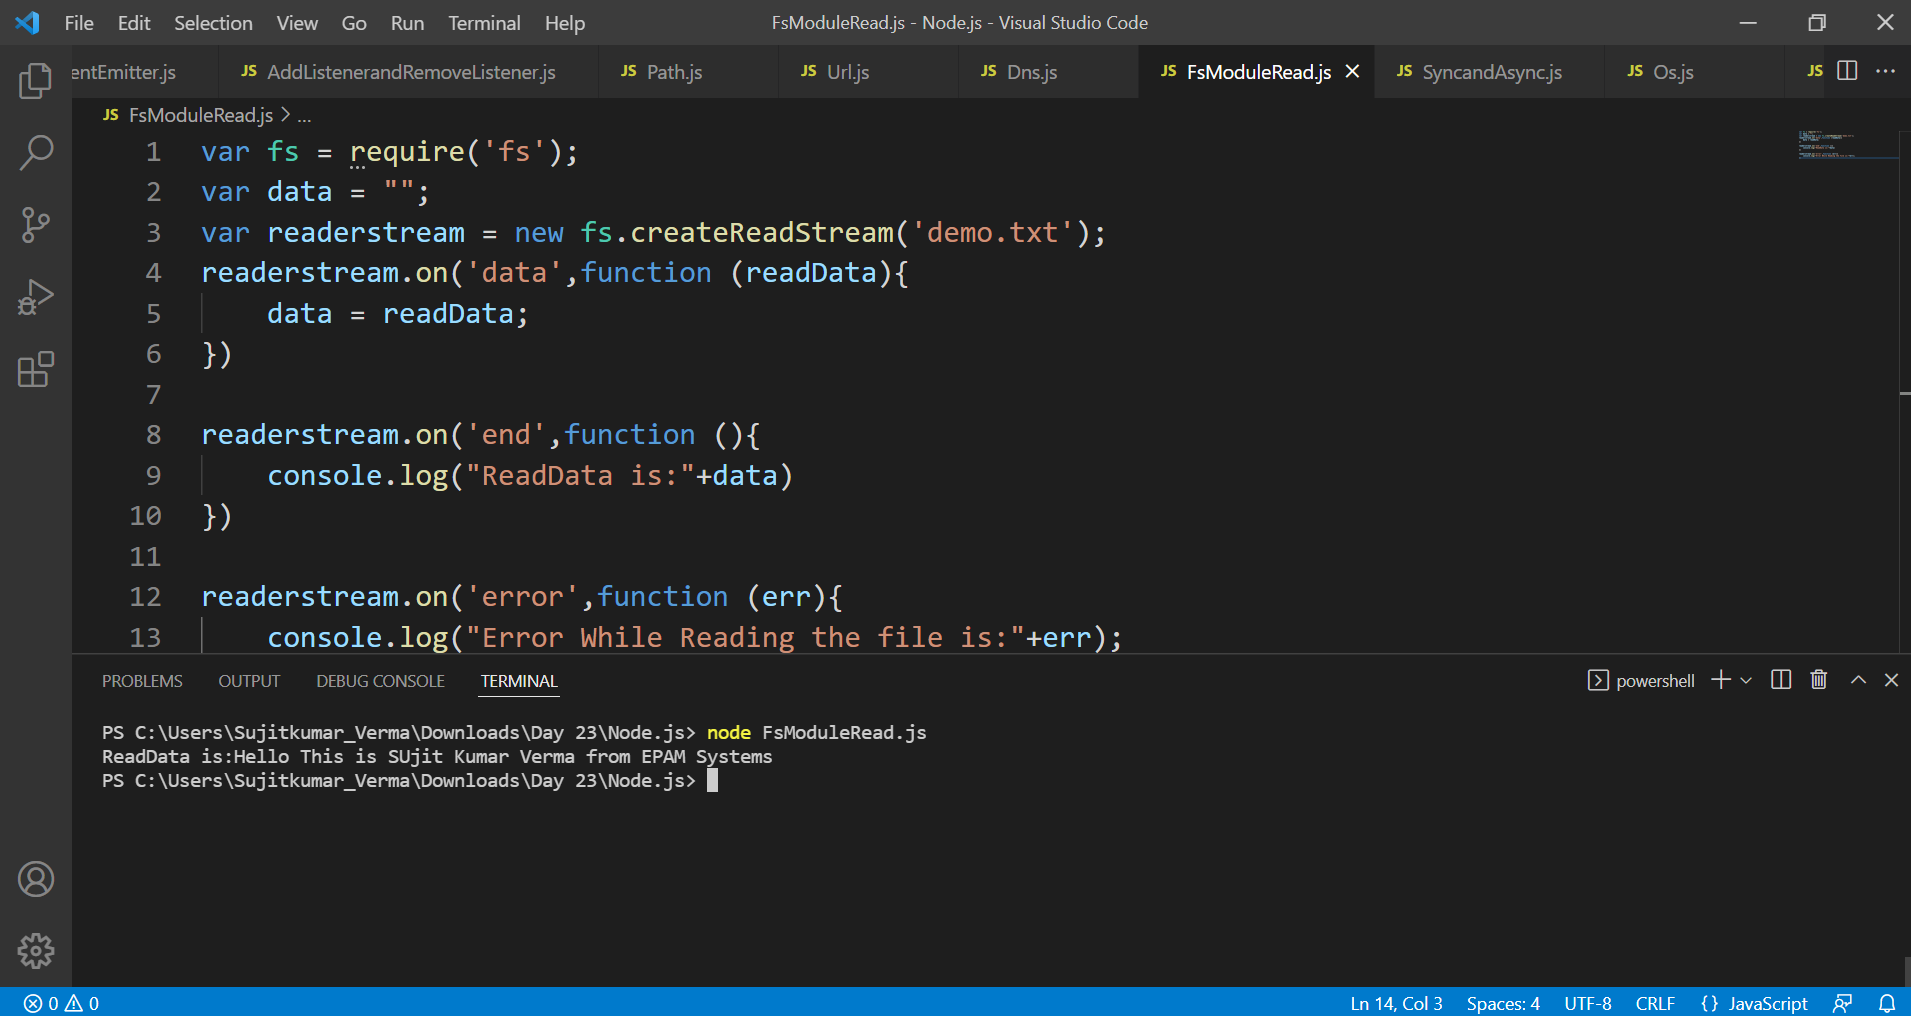 File Edit Selection View Go Run Terminal Help FsModuleRead.js - Node.js - Visual Studio Code
entEmitter.js JS AddListenerandRemoveListener.js JS Path.js JS Url.js JS Dns.js JS FsModuleRead.js JS SyncandAsync.js JS Os.js JS
JS FsModuleRead.js > ...
1 var fs = require('fs');
2 var data = "";
3 var readerstream = new fs.createReadStream('demo.txt');
4 readerstream.on('data',function (readData){
5 data = readData;
6 })
7
8 readerstream.on('end',function (){
9 console.log("ReadData is:"+data)
10 })
11
12 readerstream.on('error',function (err){
13 console.log("Error While Reading the file is:"+err);
PROBLEMS OUTPUT DEBUG CONSOLE TERMINAL powershell
PS C:\Users\Sujitkumar_Verma\Downloads\Day 23\Node.js> node FsModuleRead.js
ReadData is:Hello This is SUjit Kumar Verma from EPAM Systems
PS C:\Users\Sujitkumar_Verma\Downloads\Day 23\Node.js>
0 0 Ln 14, Col 3 Spaces: 4 UTF-8 CRLF {} JavaScript